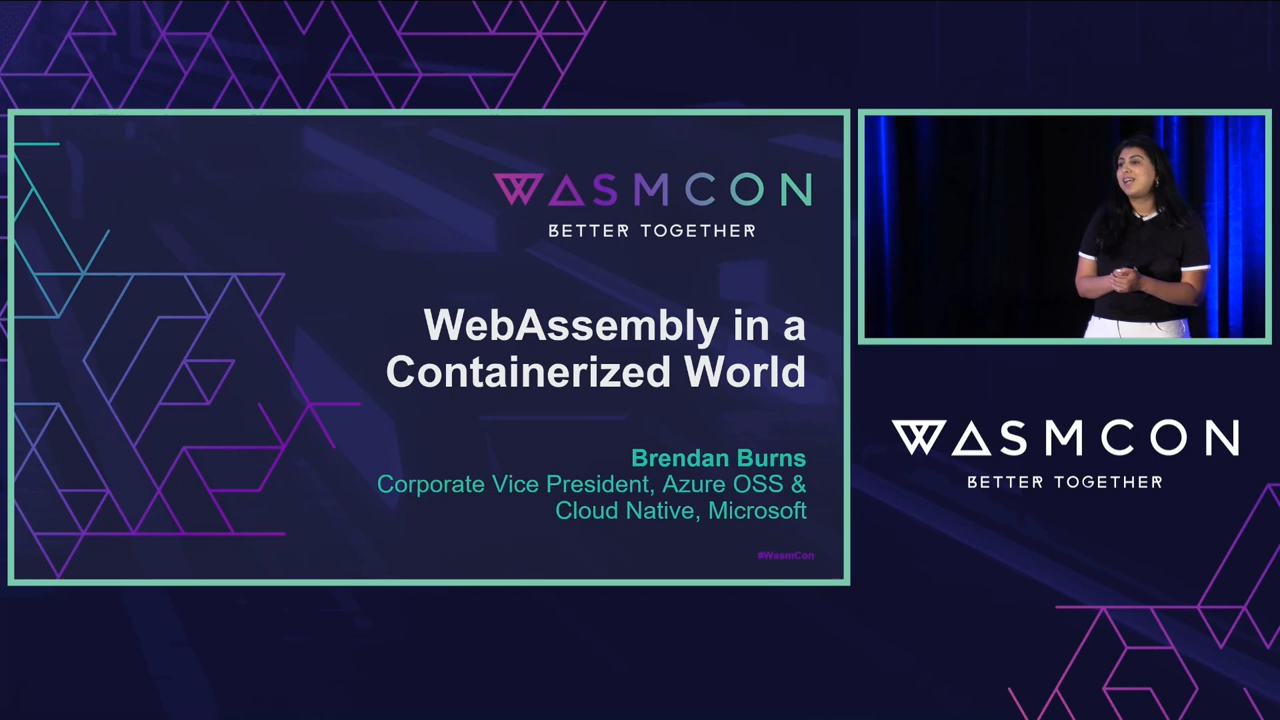 WASMCON
BETTER TOGETHER
WebAssembly in a
Containerized World
Brendan Burns
Corporate Vice President, Azure OSS &
Cloud Native, Microsoft
#WasmCon
WASMCON
BETTER TOGETHER